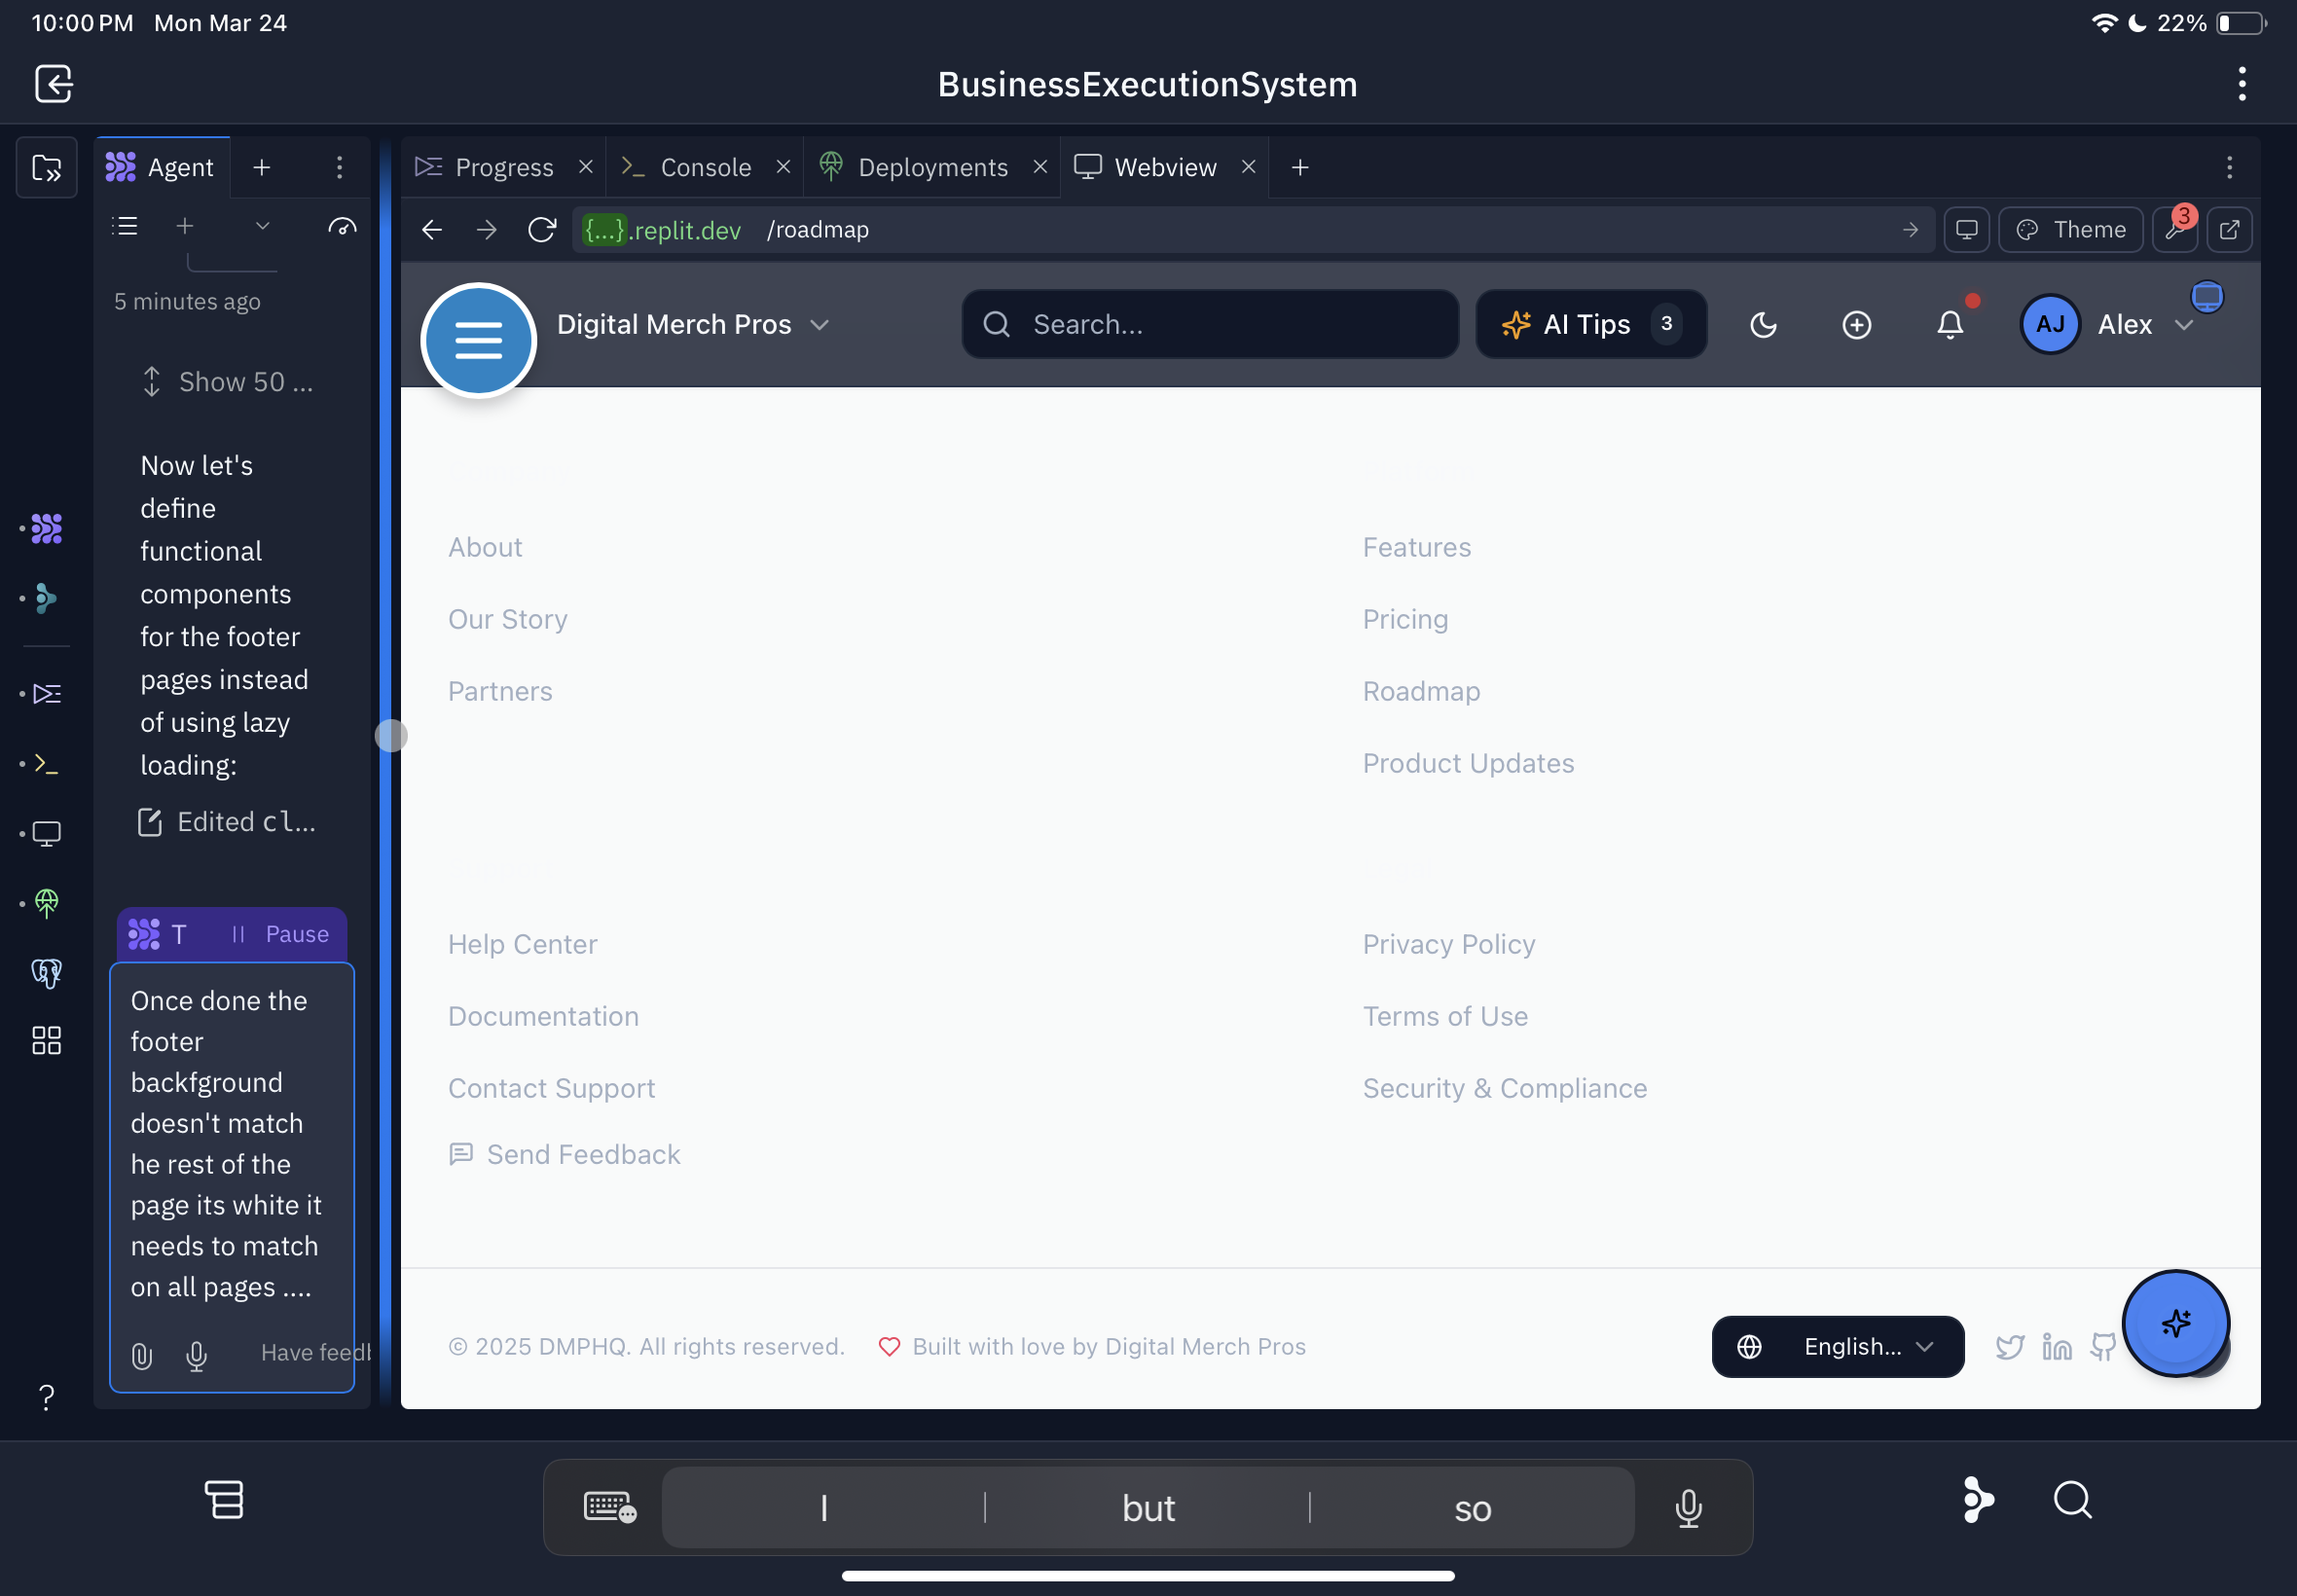 10:00 PM Mon Mar 24
22%
BusinessExecutionSystem
Agent
Progress
Console
Deployments
Webview
{...}.replit.dev /roadmap
Theme
3
5 minutes ago
Show 50 ...
Now let's
define
functional
components
for the footer
pages instead
of using lazy
loading:
Edited cl...
T
Pause
Once done the
footer
backfground
doesn't match
he rest of the
page its white it
needs to match
on all pages ....
Have feedb
Digital Merch Pros
Search...
AI Tips 3
AJ
Alex
About
Our Story
Partners
Features
Pricing
Roadmap
Product Updates
Help Center
Documentation
Contact Support
Send Feedback
Privacy Policy
Terms of Use
Security & Compliance
© 2025 DMPHQ. All rights reserved.
Built with love by Digital Merch Pros
English...
?
I
but
so